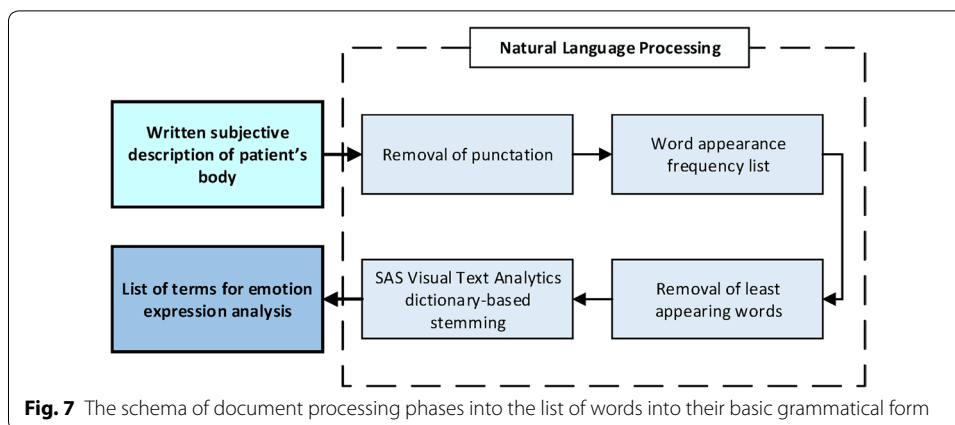 Natural Language Processing
Written subjective
description of patient's
body
Removal of punctation
Word appearance
frequency list
List of terms for emotion
expression analysis
SAS Visual Text Analytics
dictionary-based
stemming
Removal of least
appearing words
Fig. 7 The schema of document processing phases into the list of words into their basic grammatical form